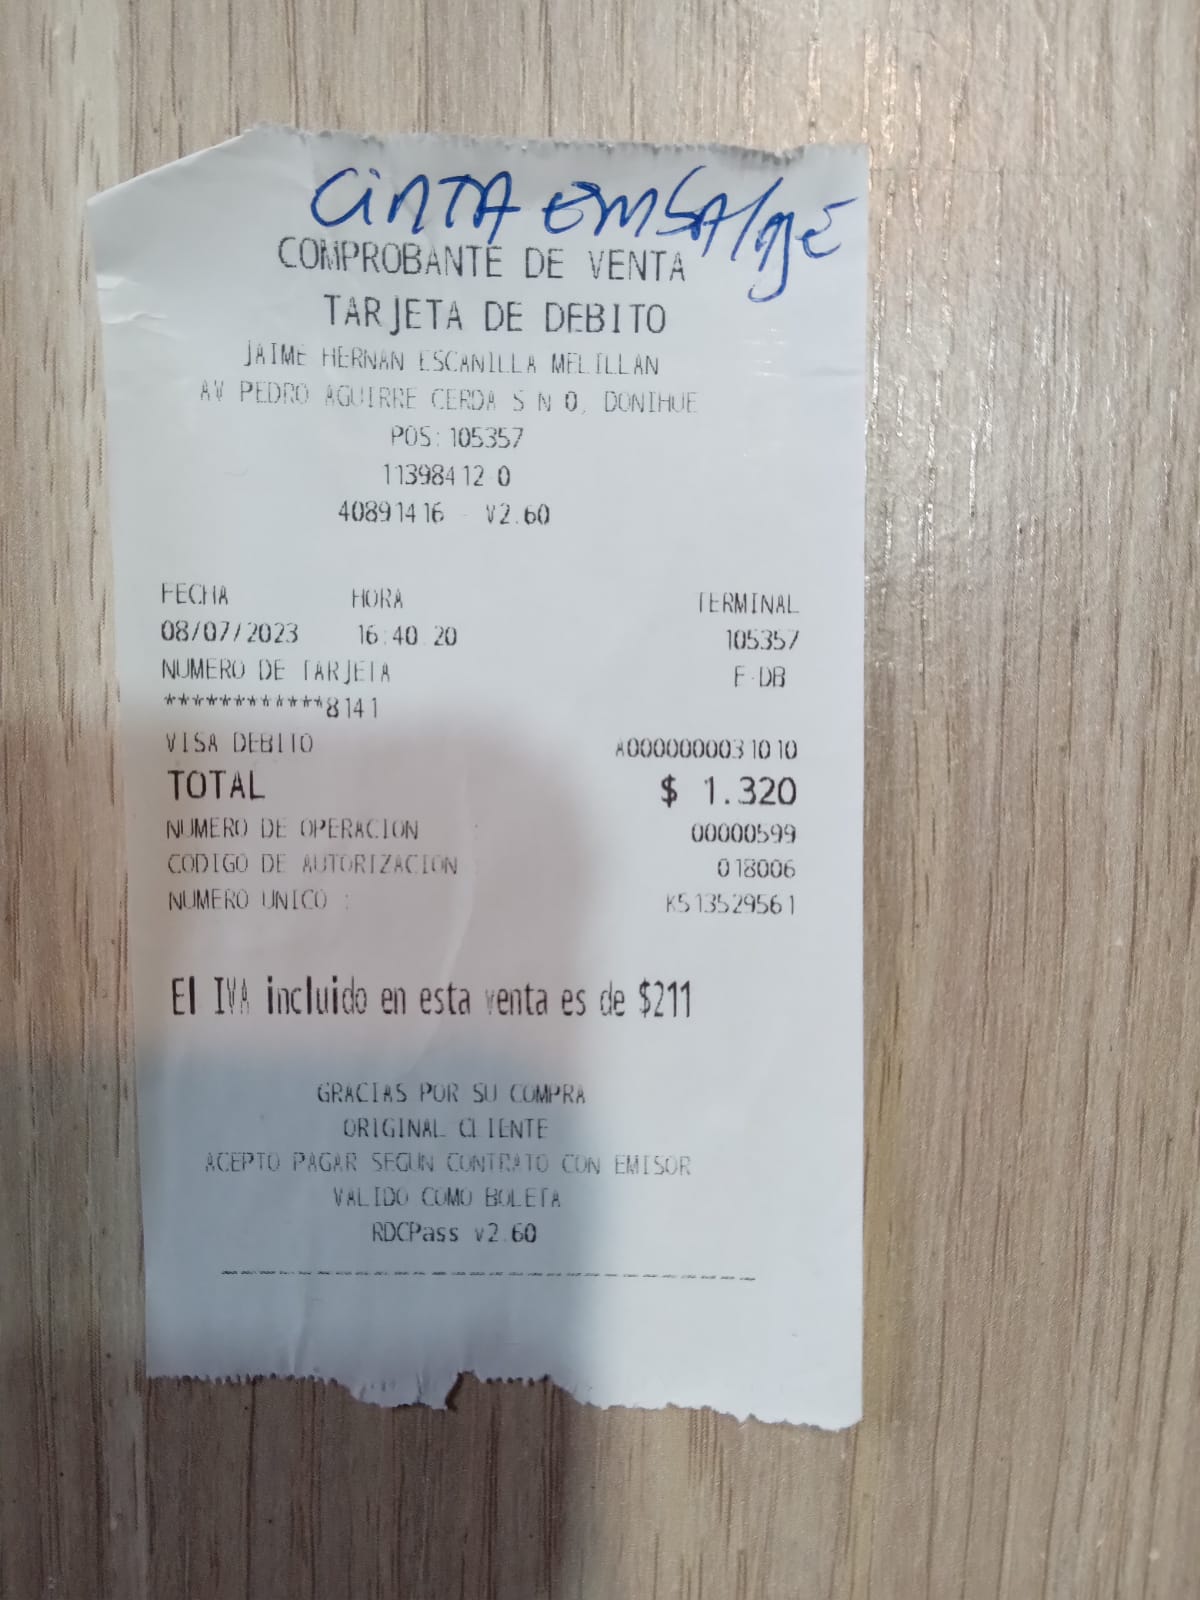 CINTA EMBALAJE
COMPROBANTE DE VENTA
TARJETA DE DEBITO
JAIME HERNAN ESCANILLA MELILLAN
AV PEDRO AGUIRRE CERDA S N 0, DONIHUE
POS: 105357
11398412 0
40891416 - V2.60
FECHA HORA TERMINAL
08/07/2023 16:40:20 105357
NUMERO DE TARJETA F-DB
************8141
VISA DEBITO A0000000031010
TOTAL $ 1.320
NUMERO DE OPERACION : 00000599
CODIGO DE AUTORIZACION : 018006
NUMERO UNICO : K513529561
El IVA incluido en esta venta es de $211
GRACIAS POR SU COMPRA
ORIGINAL CLIENTE
ACEPTO PAGAR SEGUN CONTRATO CON EMISOR
VALIDO COMO BOLETA
RDCPass v2.60